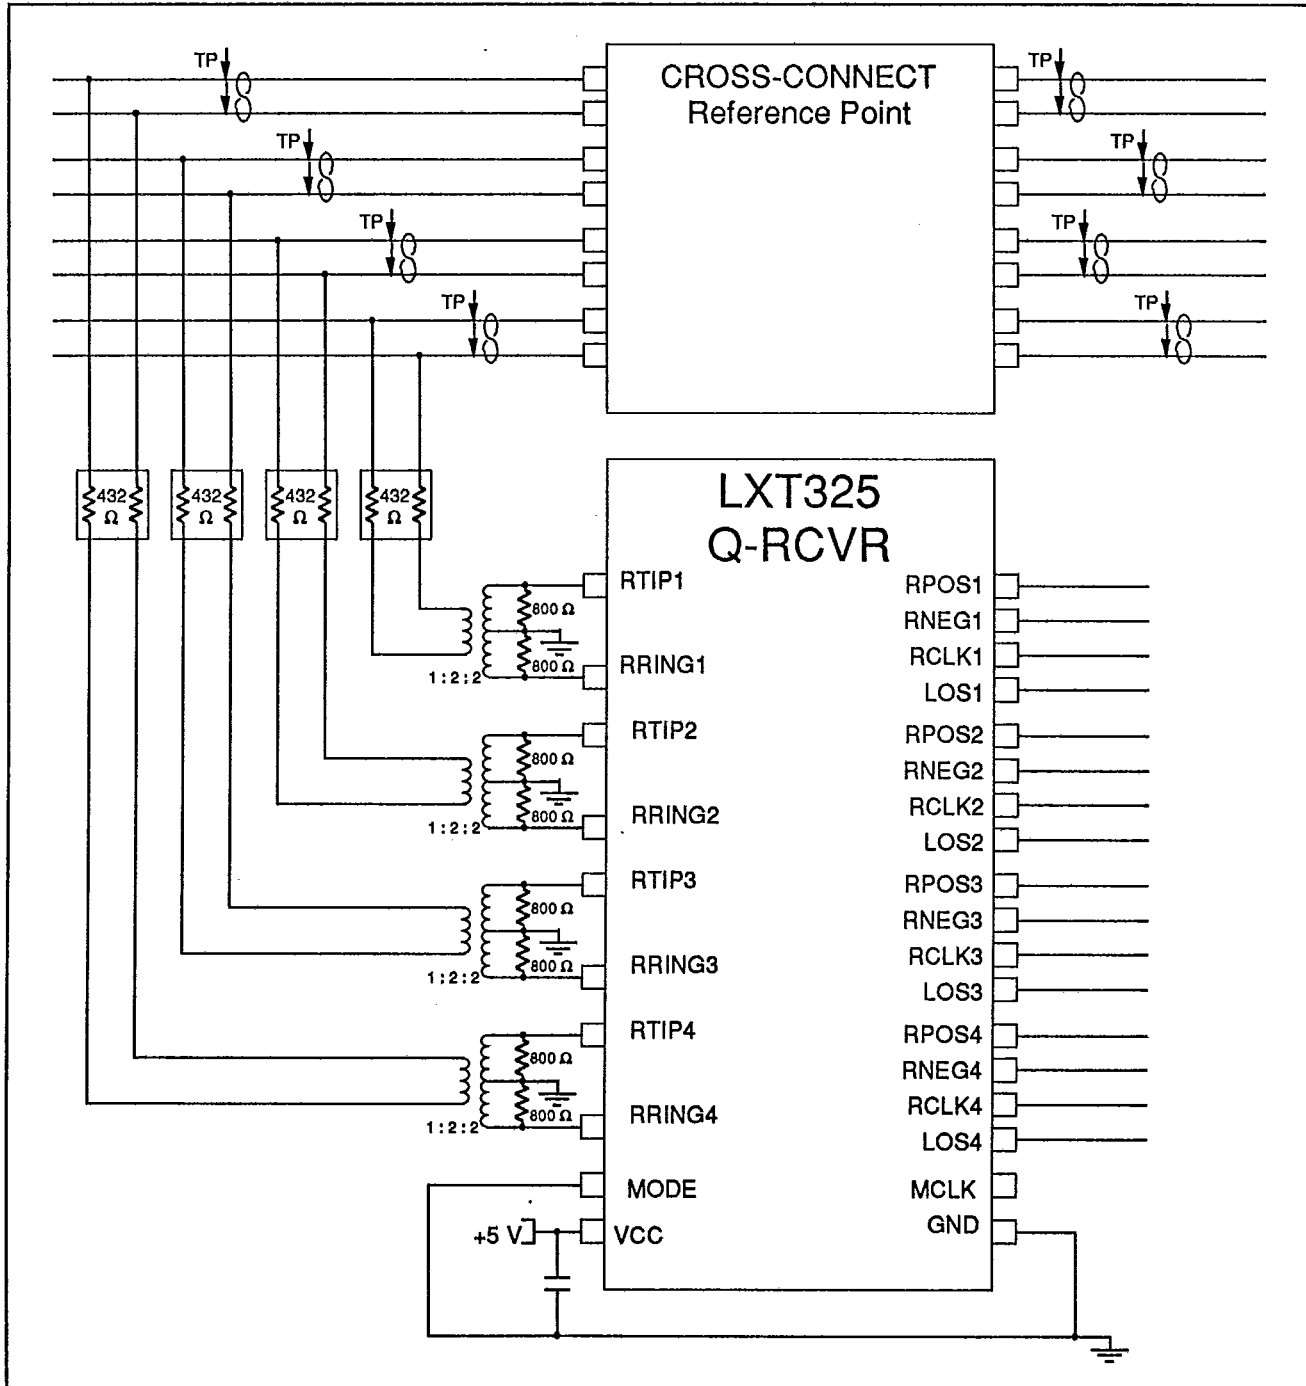 TP
TP
TP
TP
CROSS-CONNECT
Reference Point
TP
TP
TP
TP
432
Ω
432
Ω
432
Ω
432
Ω
LXT325
Q-RCVR
800 Ω
800 Ω
1:2:2
800 Ω
800 Ω
1:2:2
800 Ω
800 Ω
1:2:2
800 Ω
800 Ω
1:2:2
RTIP1
RRING1
RTIP2
RRING2
RTIP3
RRING3
RTIP4
RRING4
MODE
+5 V
VCC
RPOS1
RNEG1
RCLK1
LOS1
RPOS2
RNEG2
RCLK2
LOS2
RPOS3
RNEG3
RCLK3
LOS3
RPOS4
RNEG4
RCLK4
LOS4
MCLK
GND